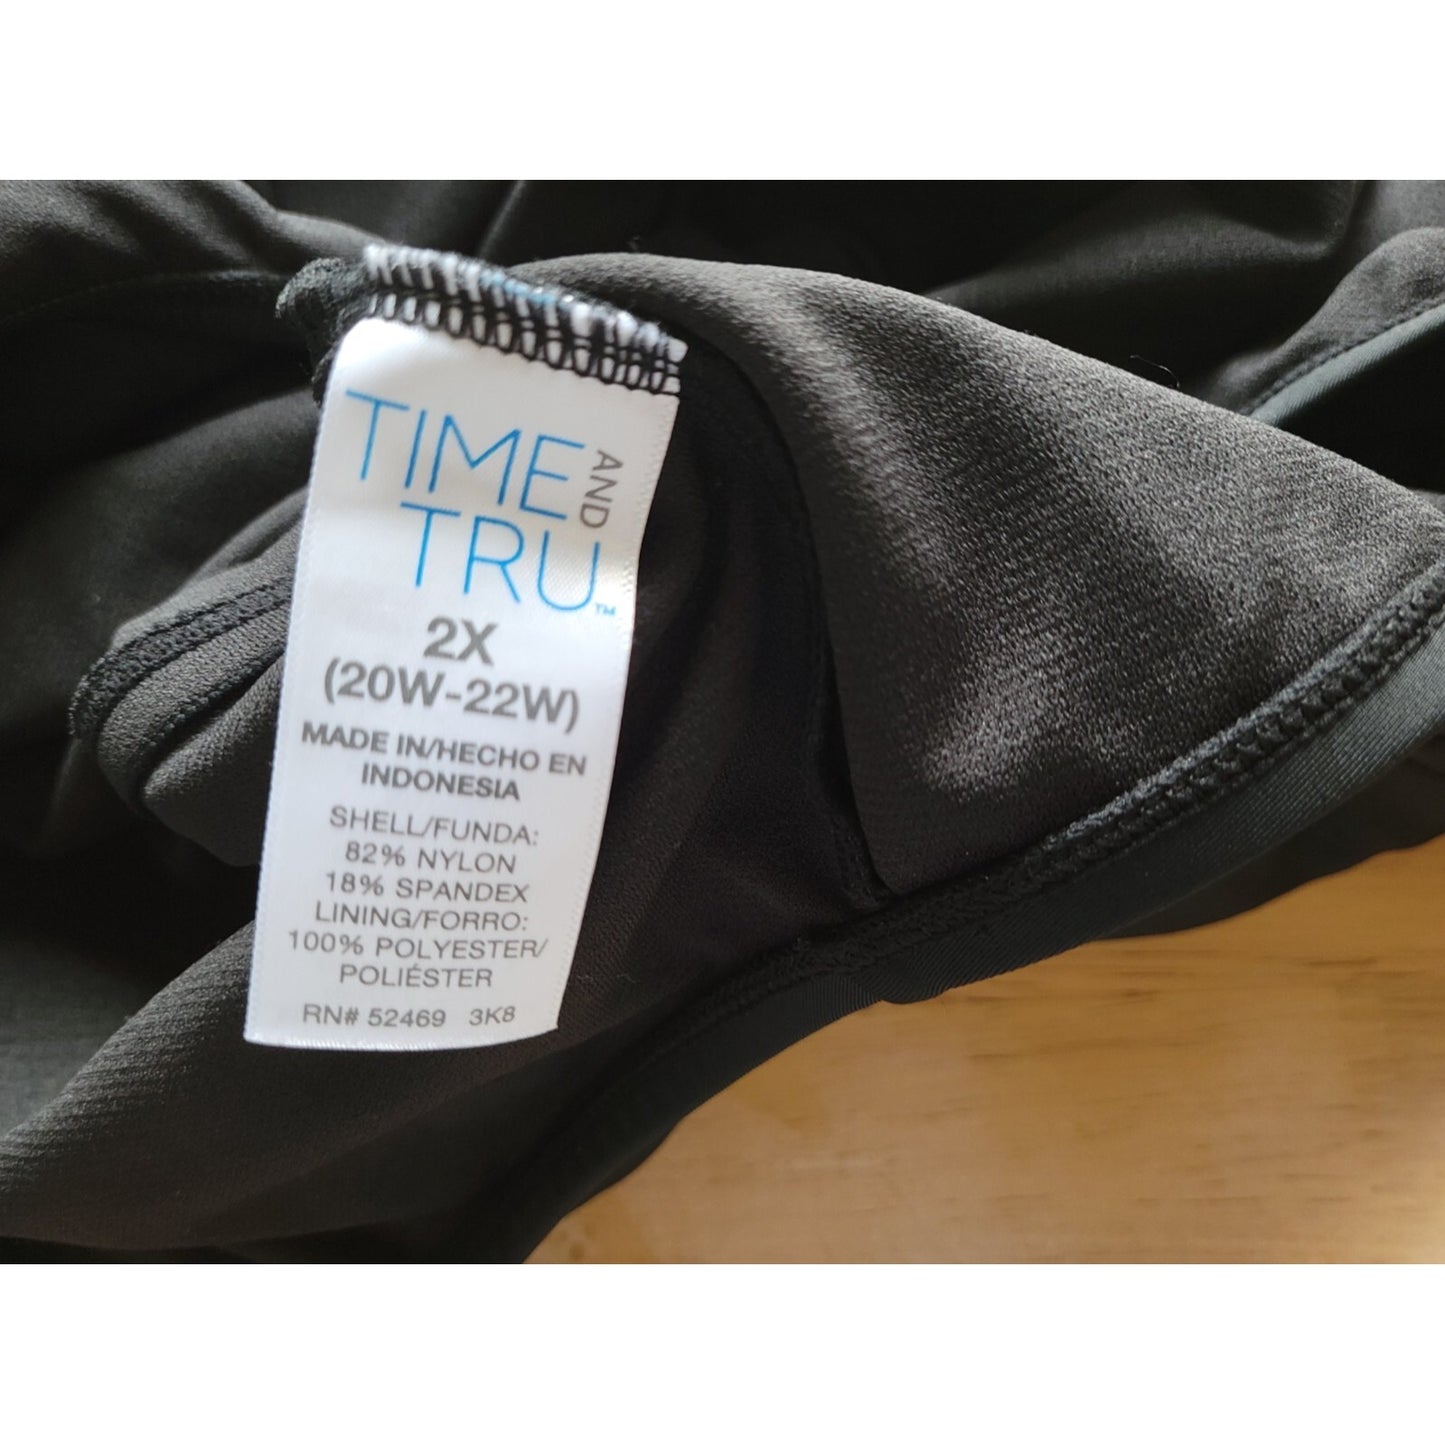 TIME AND
TRU™
2X
(20W-22W)
MADE IN/HECHO EN
INDONESIA
SHELL/FUNDA:
82% NYLON
18% SPANDEX
LINING/FORRO:
100% POLYESTER/
POLIÉSTER
RN# 52469 3K8